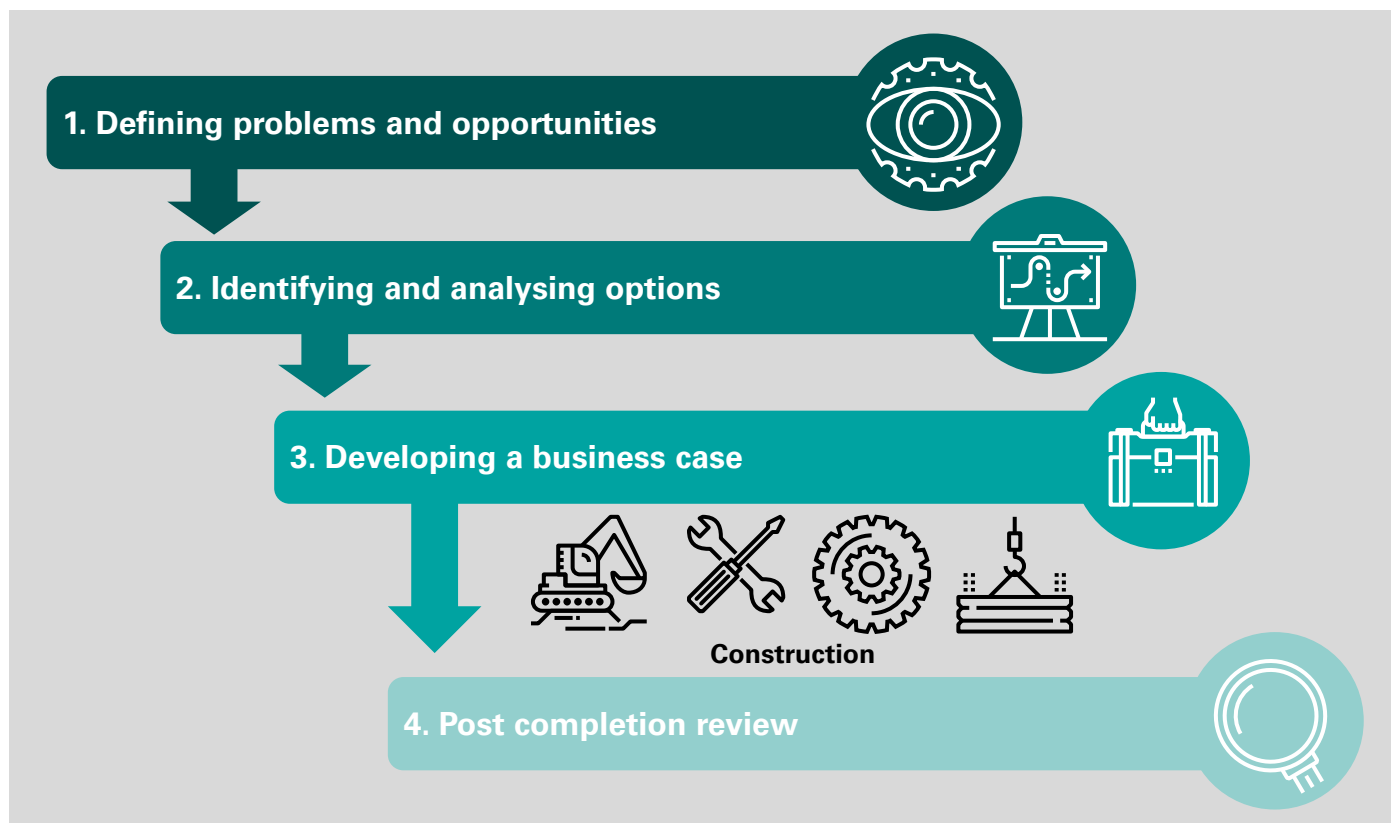 1. Defining problems and opportunities
2. Identifying and analysing options
3. Developing a business case
Construction
4. Post completion review